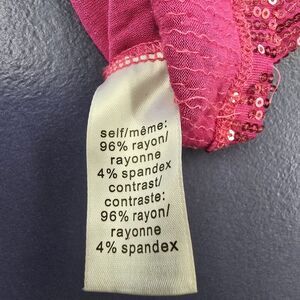 self/même:
96% rayon/
rayonne
4% spandex
contrast/
contraste:
96% rayon/
rayonne
4% spandex